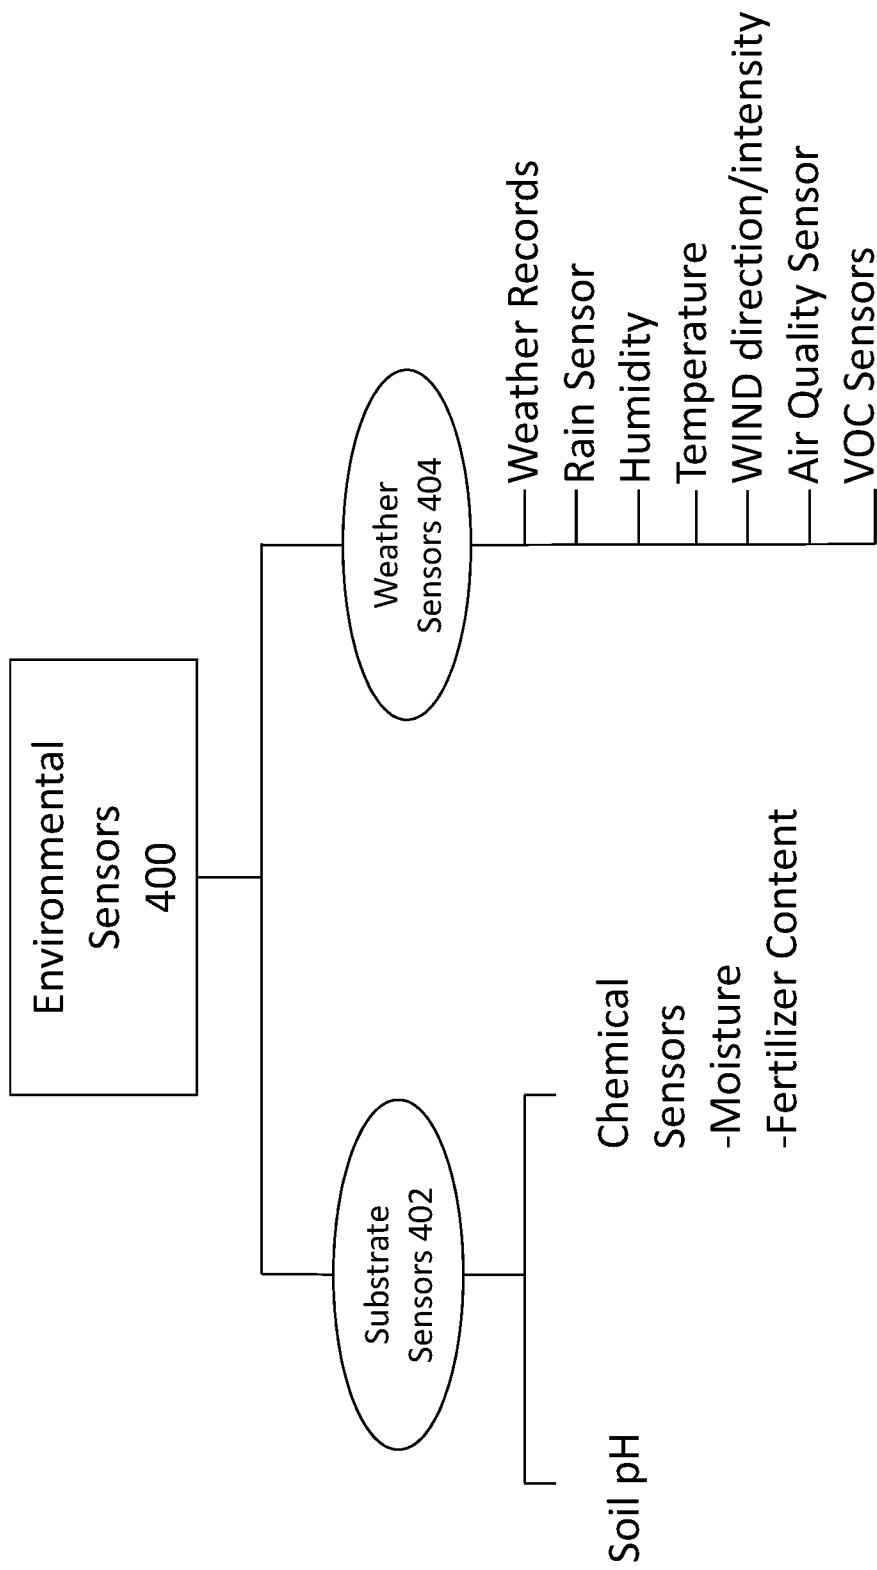 Environmental
Sensors
400
Substrate
Sensors 402
Weather
Sensors 404
Soil pH
Chemical
Sensors
-Moisture
-Fertilizer Content
Weather Records
Rain Sensor
Humidity
Temperature
WIND direction/intensity
Air Quality Sensor
VOC Sensors